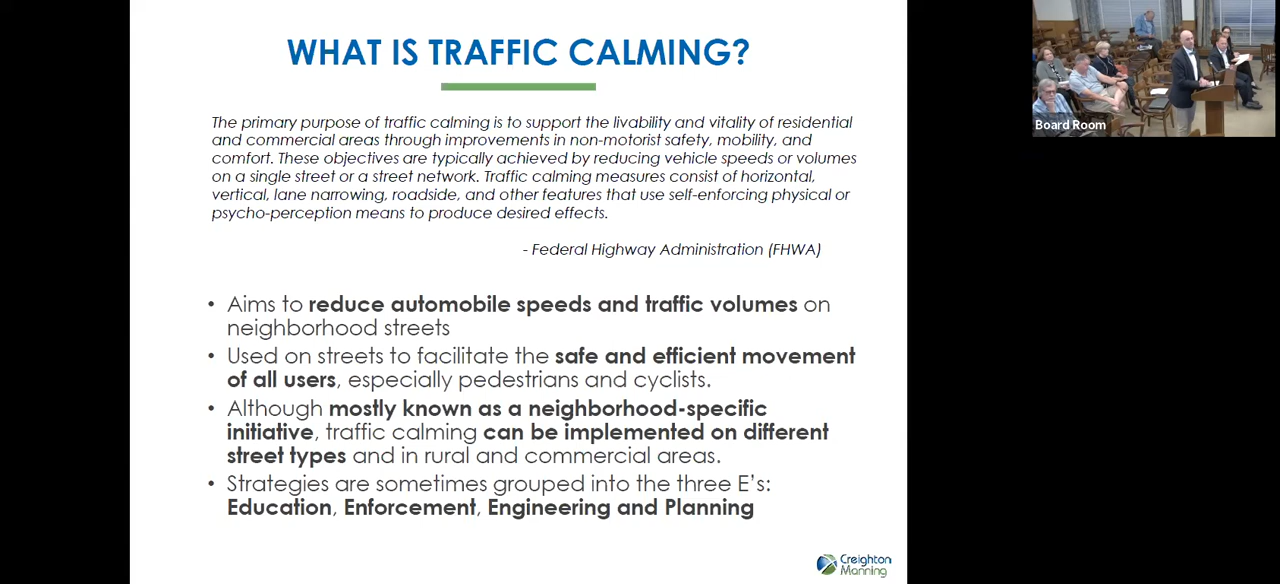 WHAT IS TRAFFIC CALMING?
The primary purpose of traffic calming is to support the livability and vitality of residential
and commercial areas through improvements in non-motorist safety, mobility, and
comfort. These objectives are typically achieved by reducing vehicle speeds or volumes
on a single street or a street network. Traffic calming measures consist of horizontal,
vertical, lane narrowing, roadside, and other features that use self-enforcing physical or
psycho-perception means to produce desired effects.
- Federal Highway Administration (FHWA)
• Aims to reduce automobile speeds and traffic volumes on
neighborhood streets
• Used on streets to facilitate the safe and efficient movement
of all users, especially pedestrians and cyclists.
• Although mostly known as a neighborhood-specific
initiative, traffic calming can be implemented on different
street types and in rural and commercial areas.
• Strategies are sometimes grouped into the three E's:
Education, Enforcement, Engineering and Planning
Creighton
Manning
Board Room